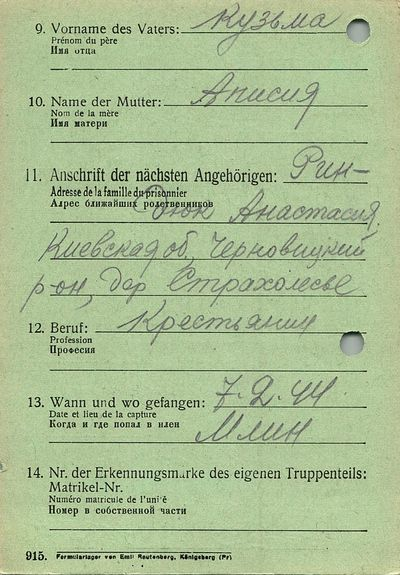 9. Vorname des Vaters: Кузьма
Prénom du père
Имя отца
10. Name der Mutter: Анисия
Nom de la mère
Имя матери
11. Anschrift der nächsten Angehörigen: Рин-
Adresse de la famille du prisonnier
Адрес ближайших родственников
дюк Анастасия
Киевская об, Черновицкий
р-он, дер Страхолесье
12. Beruf: Крестьянин
Profession
Професия
13. Wann und wo gefangen: 7.2.44
Date et lieu de la capture
Когда и где попал в плен
Млин
14. Nr. der Erkennungsmarke des eigenen Truppenteils:
Matrikel-Nr.
Numéro matricule de l'unité
Номер в собственной части
915. Formularlager von Emil Rautenberg, Königsberg (Pr)